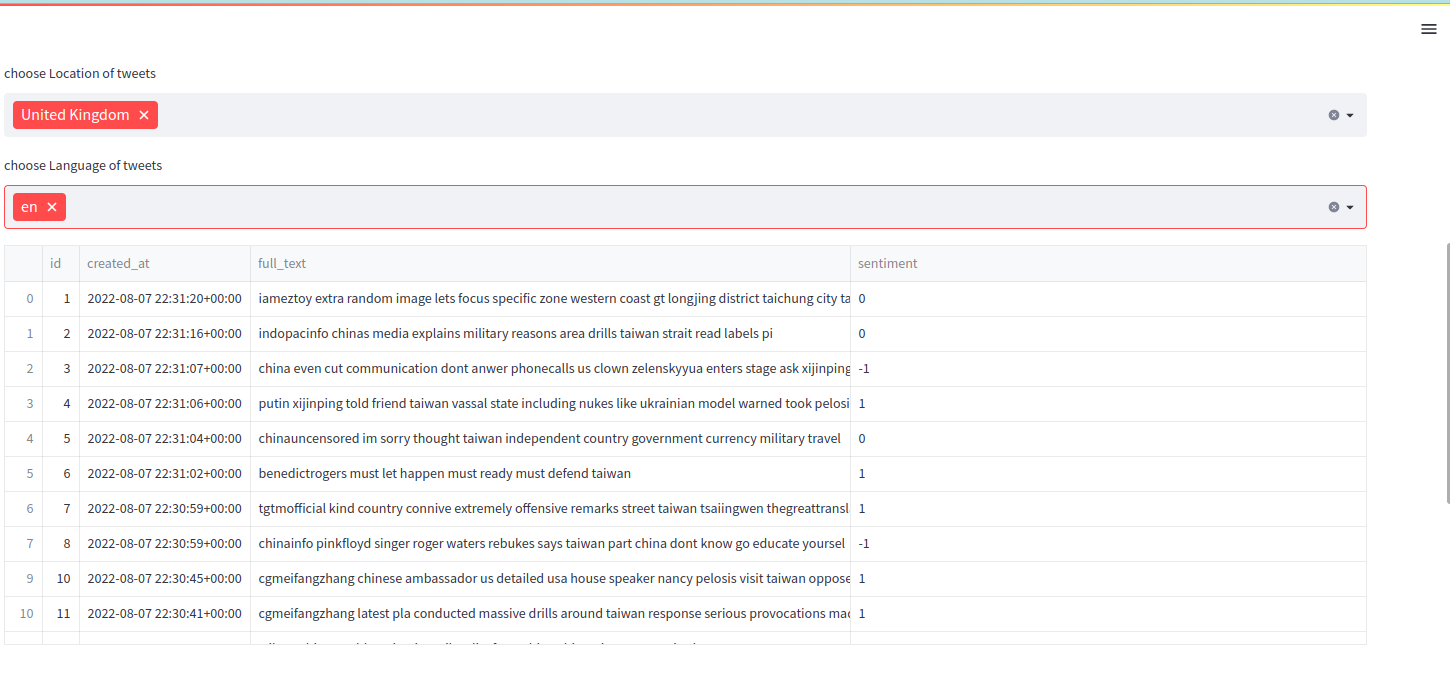 choose Location of tweets
United Kingdom
choose Language of tweets
en
id created_at full_text sentiment
0 1 2022-08-07 22:31:20+00:00 iameztoy extra random image lets focus specific zone western coast gt longjing district taichung city ta 0
1 2 2022-08-07 22:31:16+00:00 indopacinfo chinas media explains military reasons area drills taiwan strait read labels pi 0
2 3 2022-08-07 22:31:07+00:00 china even cut communication dont anwer phonecalls us clown zelenskyyua enters stage ask xijinping -1
3 4 2022-08-07 22:31:06+00:00 putin xijinping told friend taiwan vassal state including nukes like ukrainian model warned took pelosi 1
4 5 2022-08-07 22:31:04+00:00 chinauncensored im sorry thought taiwan independent country government currency military travel 0
5 6 2022-08-07 22:31:02+00:00 benedictrogers must let happen must ready must defend taiwan 1
6 7 2022-08-07 22:30:59+00:00 tgtmofficial kind country connive extremely offensive remarks street taiwan tsaiingwen thegreattransl 1
7 8 2022-08-07 22:30:59+00:00 chinainfo pinkfloyd singer roger waters rebukes says taiwan part china dont know go educate yoursel -1
9 10 2022-08-07 22:30:45+00:00 cgmeifangzhang chinese ambassador us detailed usa house speaker nancy pelosis visit taiwan oppose 1
10 11 2022-08-07 22:30:41+00:00 cgmeifangzhang latest pla conducted massive drills around taiwan response serious provocations mac 1